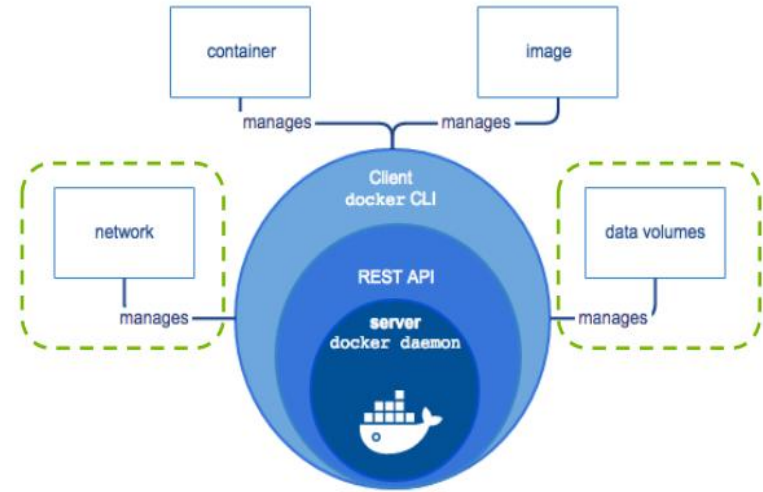 container
image
manages
manages
Client
docker CLI
network
data volumes
REST API
manages
manages
server
docker daemon